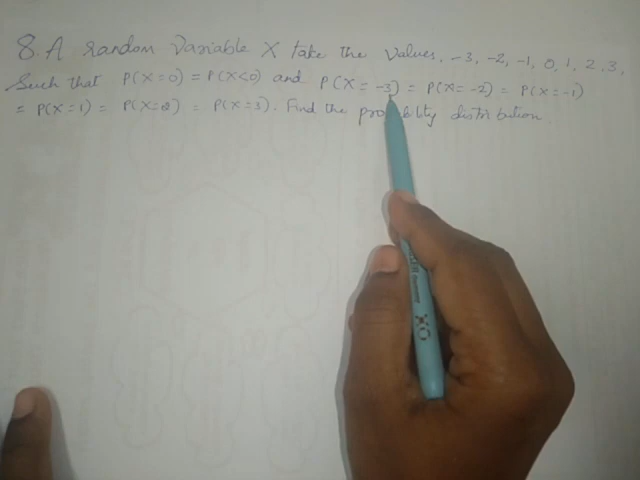 8. A random Variable X take the Values, -3, -2, -1, 0, 1, 2, 3,
Such that P(X=0) = P(X<0) and P(X= -3) = P(X= -2) = P(X= -1)
= P(X=1) = P(X=2) = P(X=3). Find the probability distribution.
XO